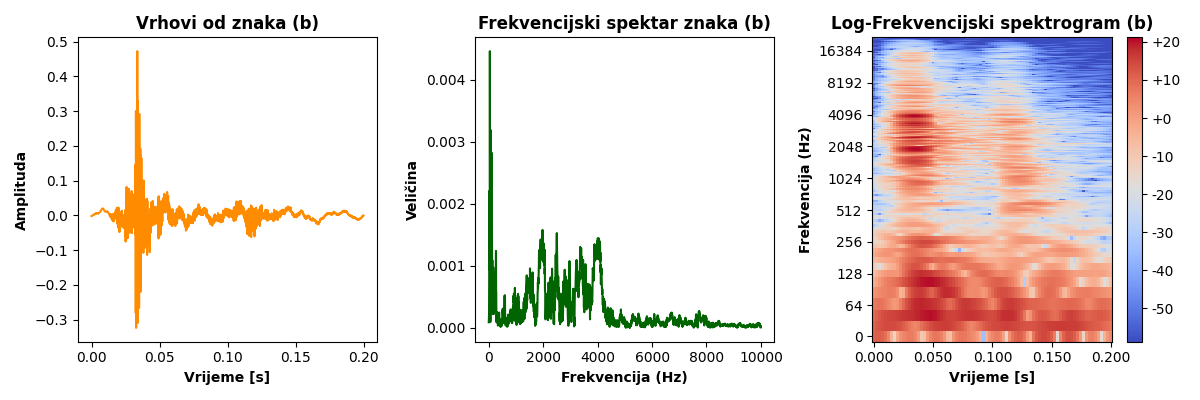 Vrhovi od znaka (b)
0.5
0.4
0.3
0.2
0.1
0.0
−0.1
−0.2
−0.3
Amplituda
0.00 0.05 0.10 0.15 0.20
Vrijeme [s]
Frekvencijski spektar znaka (b)
0.004
0.003
0.002
0.001
0.000
Veličina
0 2000 4000 6000 8000 10000
Frekvencija (Hz)
Log-Frekvencijski spektrogram (b)
16384
8192
4096
2048
1024
512
256
128
64
0
Frekvencija (Hz)
0.000 0.050 0.100 0.150 0.200
Vrijeme [s]
+20
+10
+0
-10
-20
-30
-40
-50